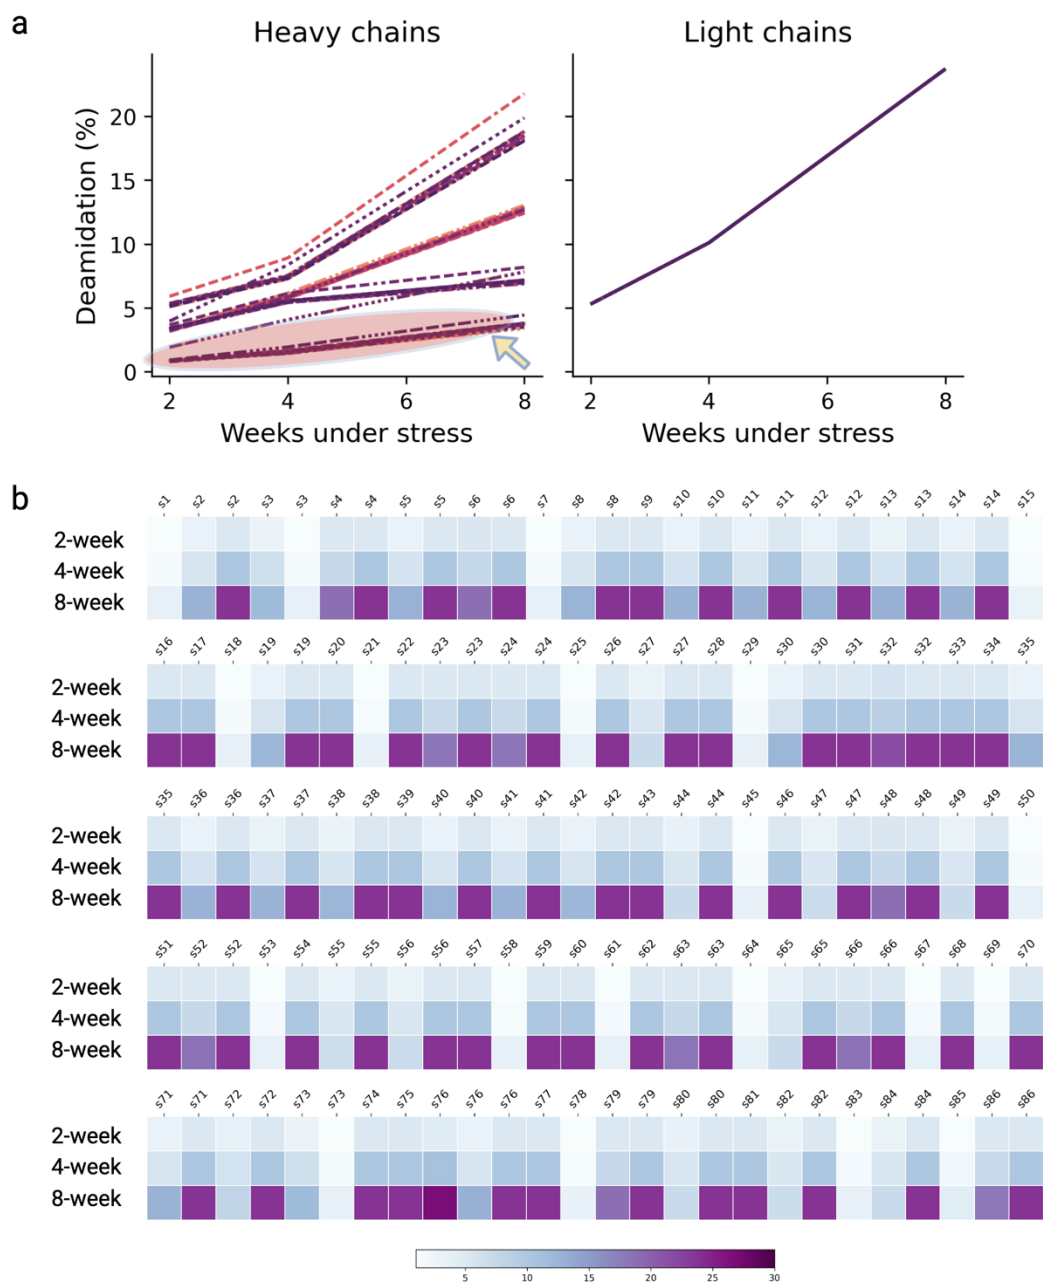 a
Heavy chains Light chains
Deamidation (%)
20
15
10
5
0
2 4 6 8 2 4 6 8
Weeks under stress Weeks under stress
b
s1 s2 s2 s3 s3 s4 s4 s5 s5 s6 s6 s7 s8 s8 s9 s10 s10 s11 s11 s12 s12 s13 s13 s14 s14 s15
2-week
4-week
8-week
s16 s17 s18 s19 s19 s20 s21 s22 s23 s23 s24 s24 s25 s26 s27 s27 s28 s29 s30 s30 s31 s32 s32 s33 s34 s35
2-week
4-week
8-week
s35 s36 s36 s37 s37 s38 s38 s39 s40 s40 s41 s41 s42 s42 s43 s44 s44 s45 s46 s47 s47 s48 s48 s49 s49 s50
2-week
4-week
8-week
s51 s52 s52 s53 s54 s55 s55 s56 s56 s57 s58 s59 s60 s61 s62 s63 s63 s64 s65 s65 s66 s66 s67 s68 s69 s70
2-week
4-week
8-week
s71 s71 s72 s72 s73 s73 s74 s75 s76 s76 s76 s77 s78 s79 s79 s80 s80 s81 s82 s82 s83 s84 s84 s85 s86 s86
2-week
4-week
8-week
5 10 15 20 25 30